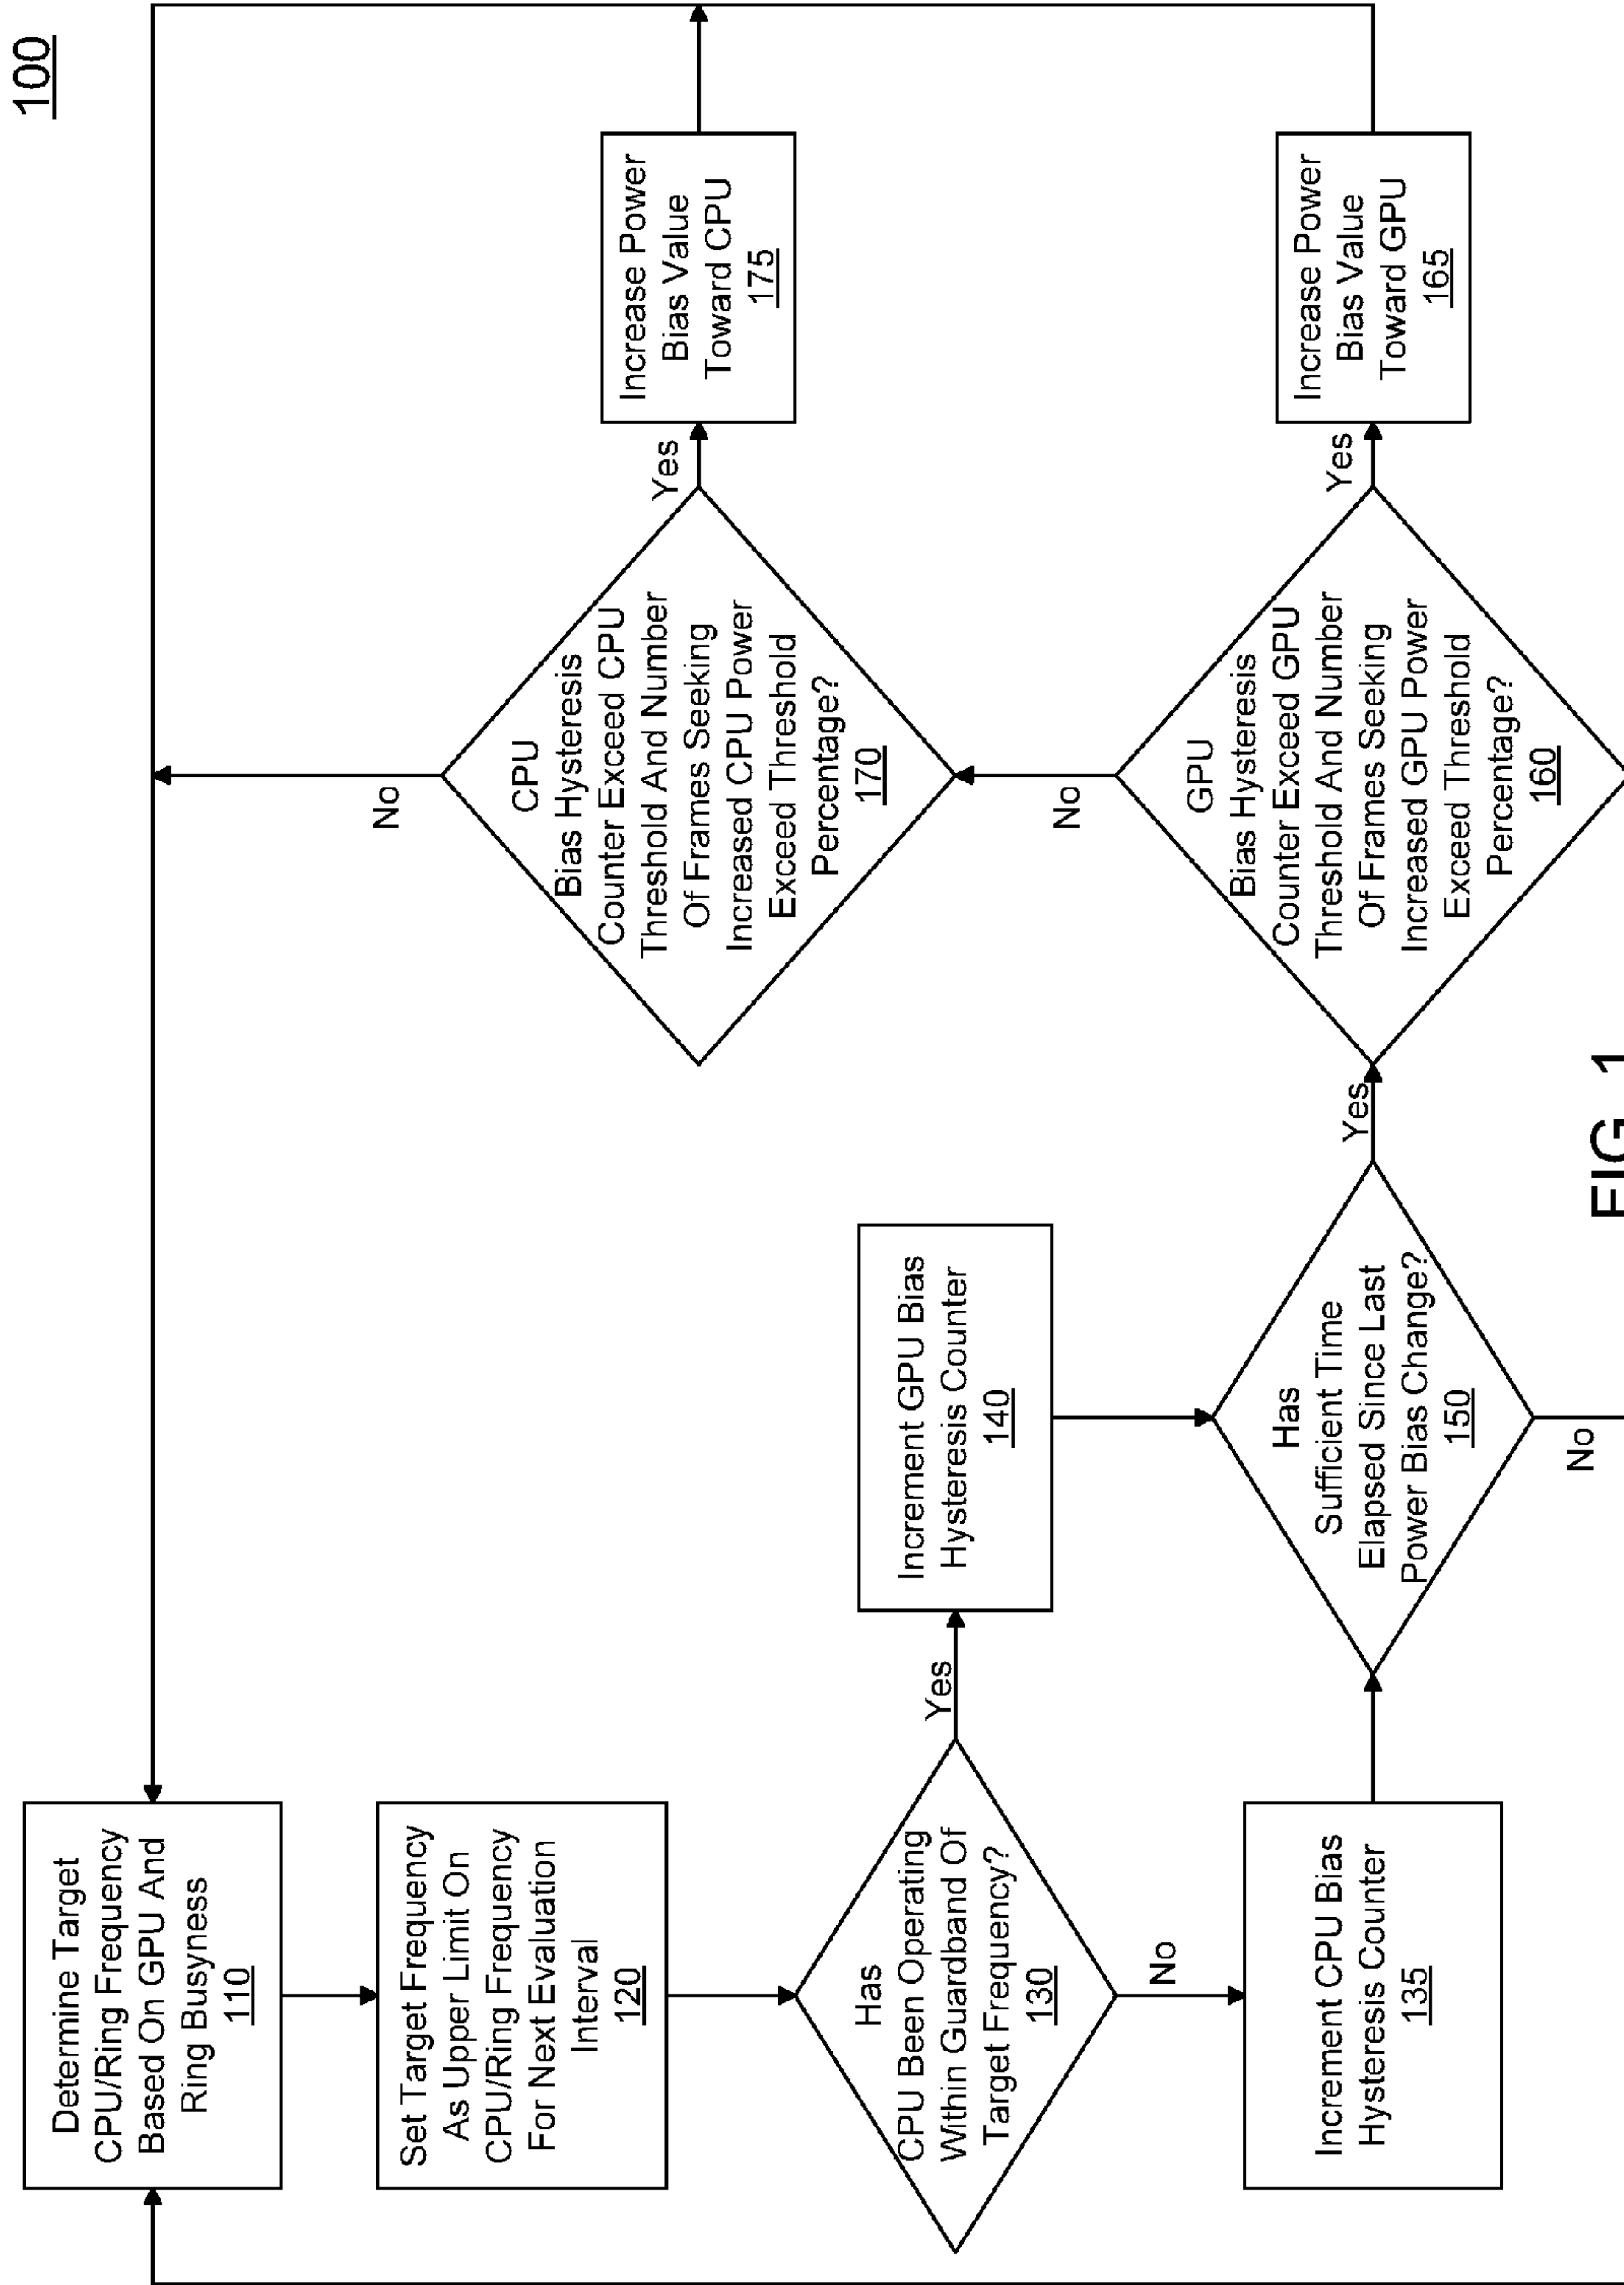 100
Determine Target
CPU/Ring Frequency
Based On GPU And
Ring Busyness
110
Set Target Frequency
As Upper Limit On
CPU/Ring Frequency
For Next Evaluation
Interval
120
Has
CPU Been Operating
Within Guardband Of
Target Frequency?
130
Yes
No
Increment CPU Bias
Hysteresis Counter
135
Increment GPU Bias
Hysteresis Counter
140
Has
Sufficient Time
Elapsed Since Last
Power Bias Change?
150
Yes
No
GPU
Bias Hysteresis
Counter Exceed GPU
Threshold And Number
Of Frames Seeking
Increased GPU Power
Exceed Threshold
Percentage?
160
Yes
No
Increase Power
Bias Value
Toward GPU
165
CPU
Bias Hysteresis
Counter Exceed CPU
Threshold And Number
Of Frames Seeking
Increased CPU Power
Exceed Threshold
Percentage?
170
Yes
No
Increase Power
Bias Value
Toward CPU
175
FIG. 1